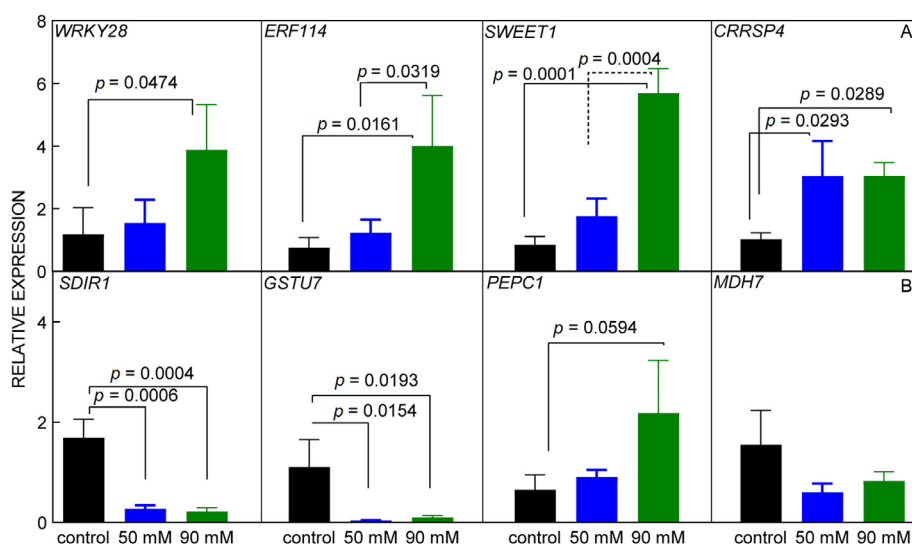 8
WRKY28
ERF114
SWEET1
CRRSP4
A
p = 0.0474
p = 0.0319
p = 0.0161
p = 0.0004
p = 0.0001
p = 0.0289
p = 0.0293
6
4
2
0
RELATIVE EXPRESSION
SDIR1
GSTU7
PEPC1
MDH7
B
p = 0.0004
p = 0.0006
p = 0.0193
p = 0.0154
p = 0.0594
4
2
0
control 50 mM 90 mM control 50 mM 90 mM control 50 mM 90 mM control 50 mM 90 mM